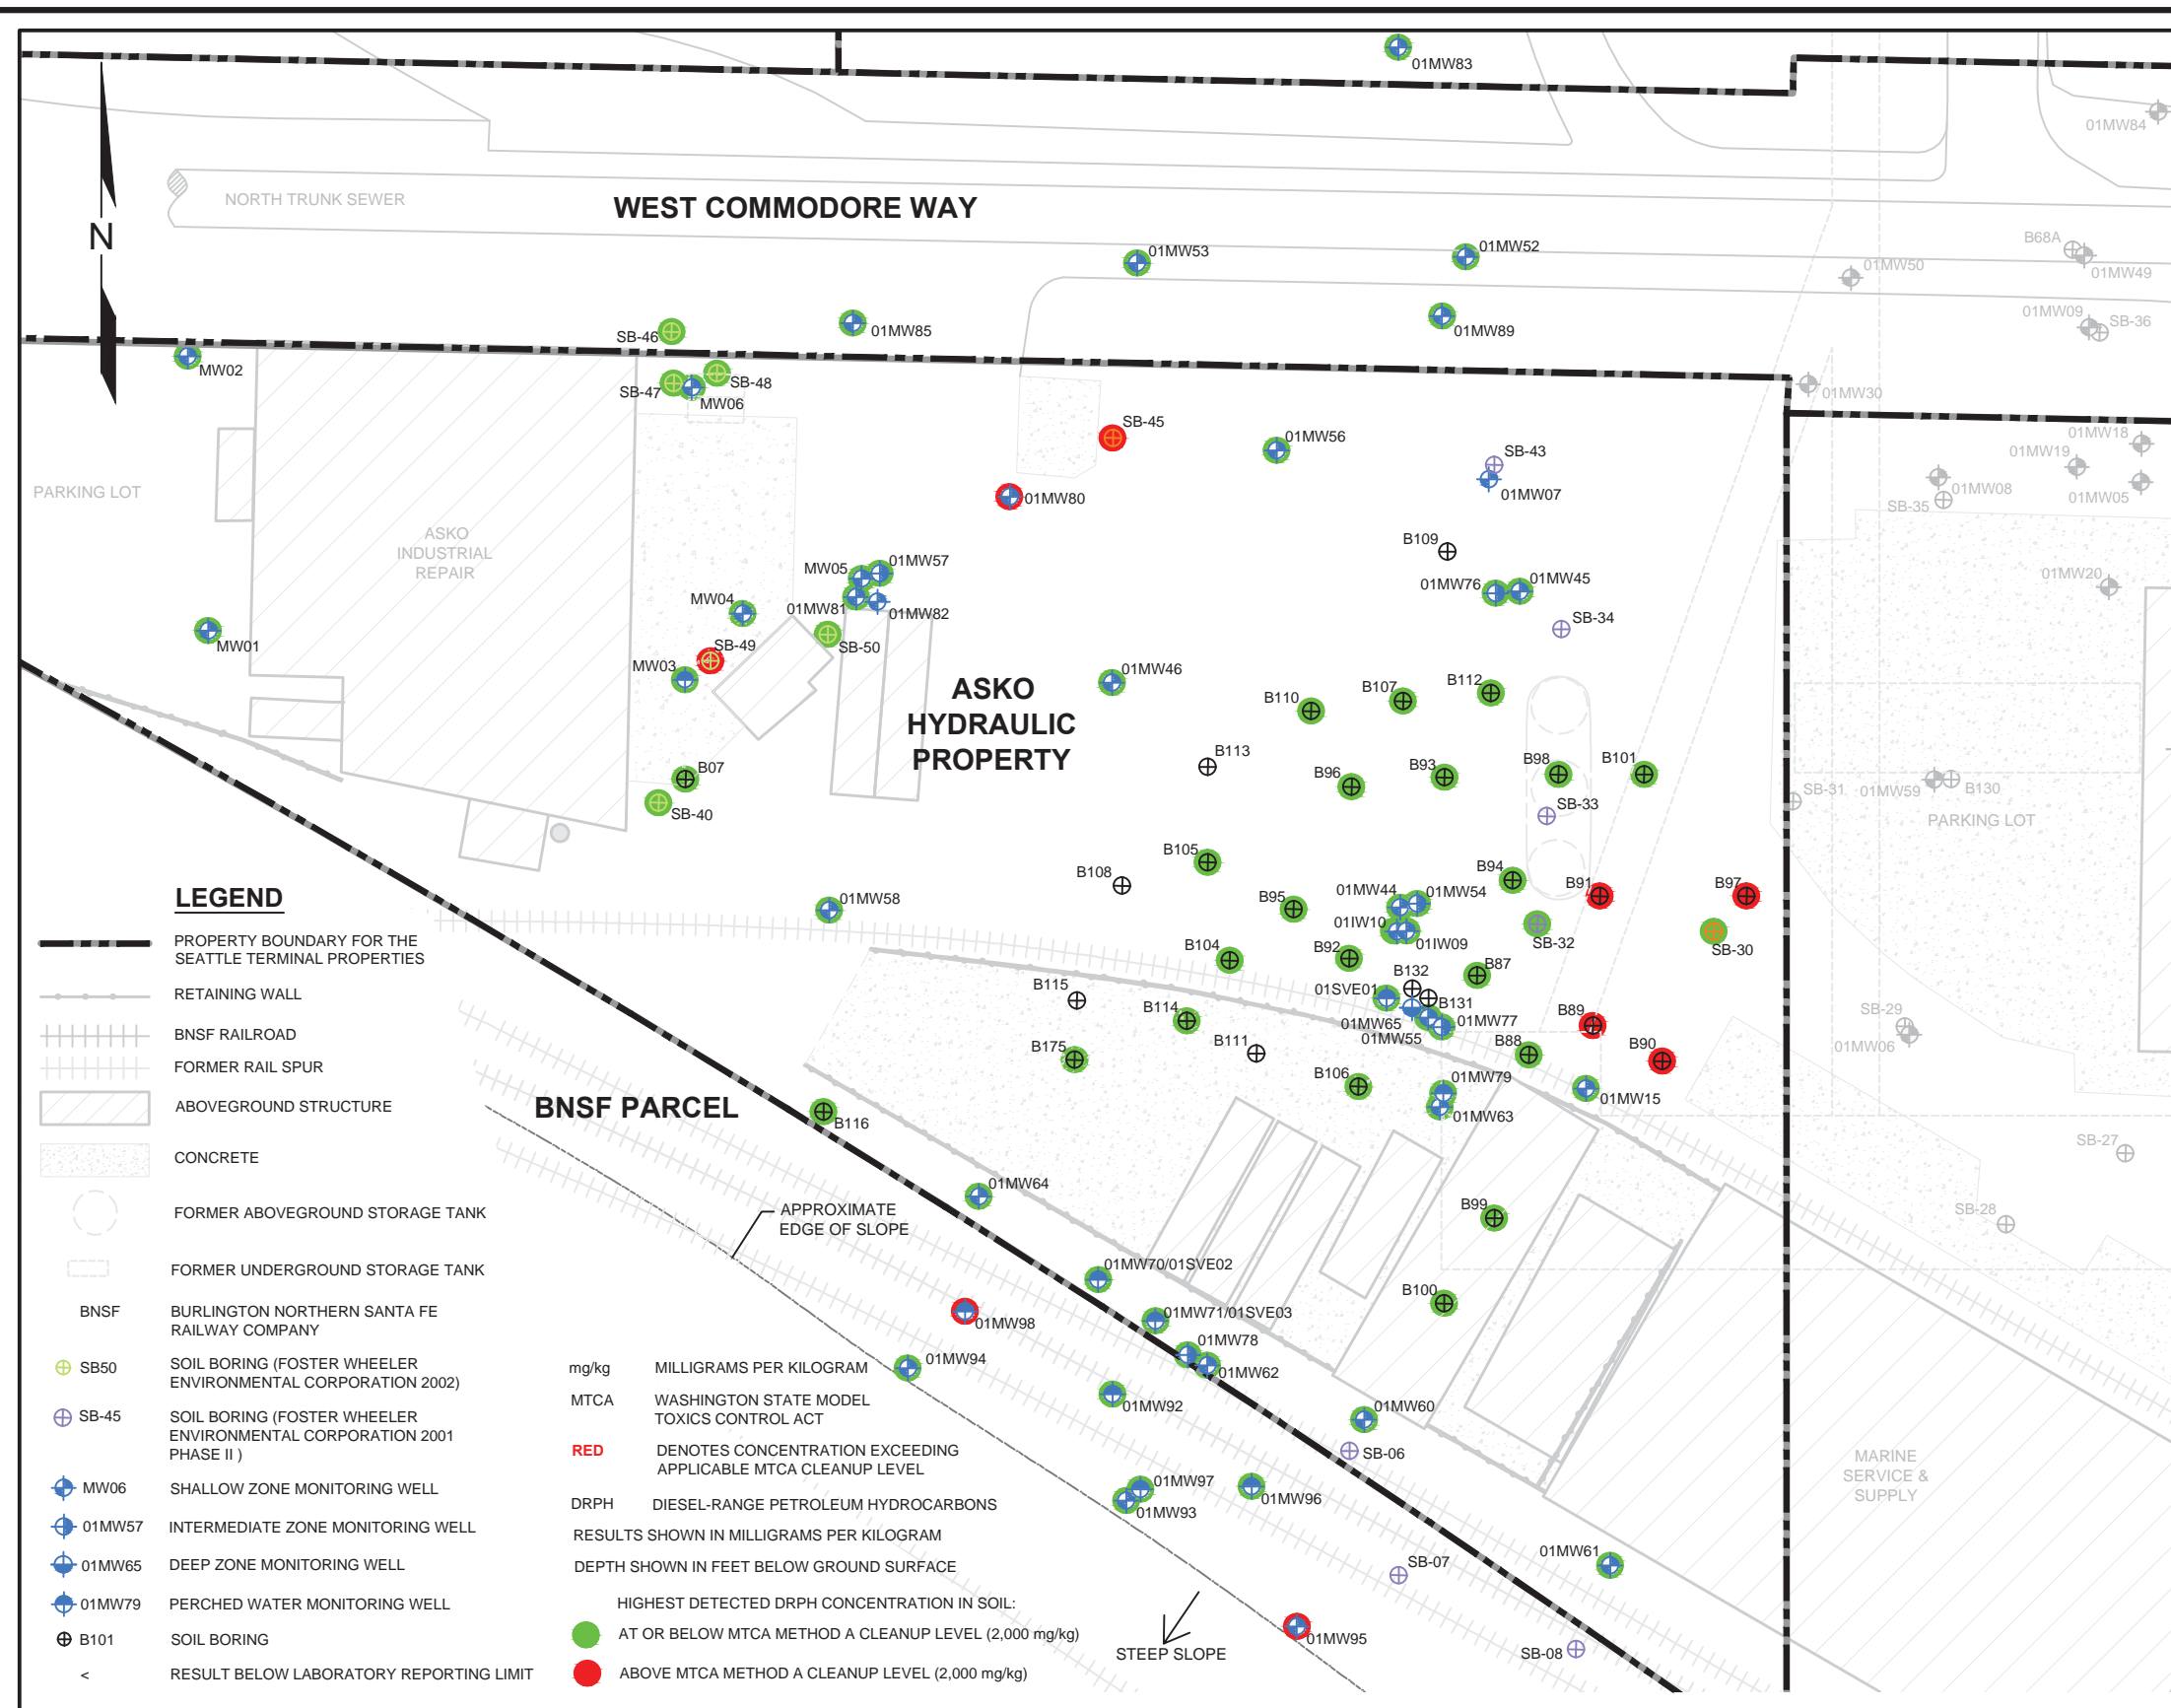 01MW83
01MW84
NORTH TRUNK SEWER
WEST COMMODORE WAY
N
01MW53
01MW52
B68A
01MW50
01MW49
SB-46
01MW85
01MW89
01MW09
SB-36
MW02
SB-47
SB-48
MW06
01MW30
SB-45
01MW56
SB-43
01MW07
01MW18
01MW19
01MW08
01MW05
SB-35
PARKING LOT
01MW80
ASKO
INDUSTRIAL
REPAIR
B109
MW05
01MW57
01MW76
01MW45
01MW20
MW04
01MW81
01MW82
SB-34
MW01
SB-49
SB-50
MW03
01MW46
ASKO
HYDRAULIC
PROPERTY
B110
B107
B112
B113
B07
B96
B93
B98
B101
SB-40
SB-33
SB-31
01MW59
B130
PARKING LOT
B105
B108
B94
B91
B97
01MW58
B95
01MW44
01MW54
01IW10
01IW09
SB-32
SB-30
B104
B92
B87
B132
B115
01SVE01
B131
B114
01MW65
01MW77
01MW55
B89
SB-29
01MW06
B111
B175
B88
B90
B106
01MW79
01MW15
01MW63
BNSF PARCEL
B116
SB-27
01MW64
SB-28
B99
APPROXIMATE
EDGE OF SLOPE
01MW70/01SVE02
B100
01MW98
01MW71/01SVE03
01MW78
01MW94
01MW62
01MW92
01MW60
SB-06
01MW97
01MW96
01MW93
MARINE
SERVICE &
SUPPLY
01MW61
SB-07
01MW95
STEEP SLOPE
SB-08
LEGEND
PROPERTY BOUNDARY FOR THE
SEATTLE TERMINAL PROPERTIES
RETAINING WALL
BNSF RAILROAD
FORMER RAIL SPUR
ABOVEGROUND STRUCTURE
CONCRETE
FORMER ABOVEGROUND STORAGE TANK
FORMER UNDERGROUND STORAGE TANK
BNSF BURLINGTON NORTHERN SANTA FE
RAILWAY COMPANY
SB50 SOIL BORING (FOSTER WHEELER
ENVIRONMENTAL CORPORATION 2002)
SB-45 SOIL BORING (FOSTER WHEELER
ENVIRONMENTAL CORPORATION 2001
PHASE II )
MW06 SHALLOW ZONE MONITORING WELL
01MW57 INTERMEDIATE ZONE MONITORING WELL
01MW65 DEEP ZONE MONITORING WELL
01MW79 PERCHED WATER MONITORING WELL
B101 SOIL BORING
< RESULT BELOW LABORATORY REPORTING LIMIT
mg/kg MILLIGRAMS PER KILOGRAM
MTCA WASHINGTON STATE MODEL
TOXICS CONTROL ACT
RED DENOTES CONCENTRATION EXCEEDING
APPLICABLE MTCA CLEANUP LEVEL
DRPH DIESEL-RANGE PETROLEUM HYDROCARBONS
RESULTS SHOWN IN MILLIGRAMS PER KILOGRAM
DEPTH SHOWN IN FEET BELOW GROUND SURFACE
HIGHEST DETECTED DRPH CONCENTRATION IN SOIL:
AT OR BELOW MTCA METHOD A CLEANUP LEVEL (2,000 mg/kg)
ABOVE MTCA METHOD A CLEANUP LEVEL (2,000 mg/kg)